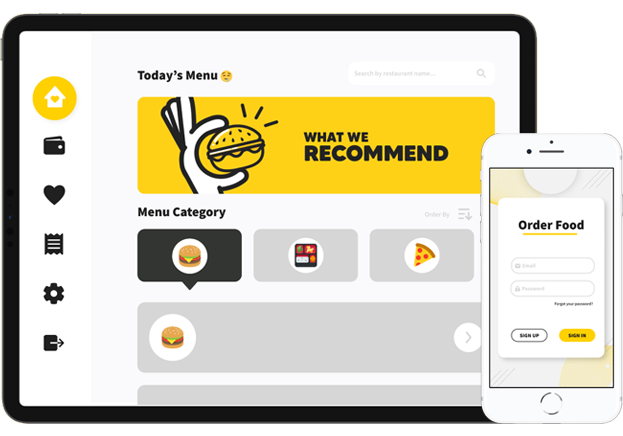 Today's Menu 😌
Search by restaurant name...
WHAT WE
RECOMMEND
Menu Category
Order By
Order Food
Email
Password
Forgot your password?
SIGN UP
SIGN IN